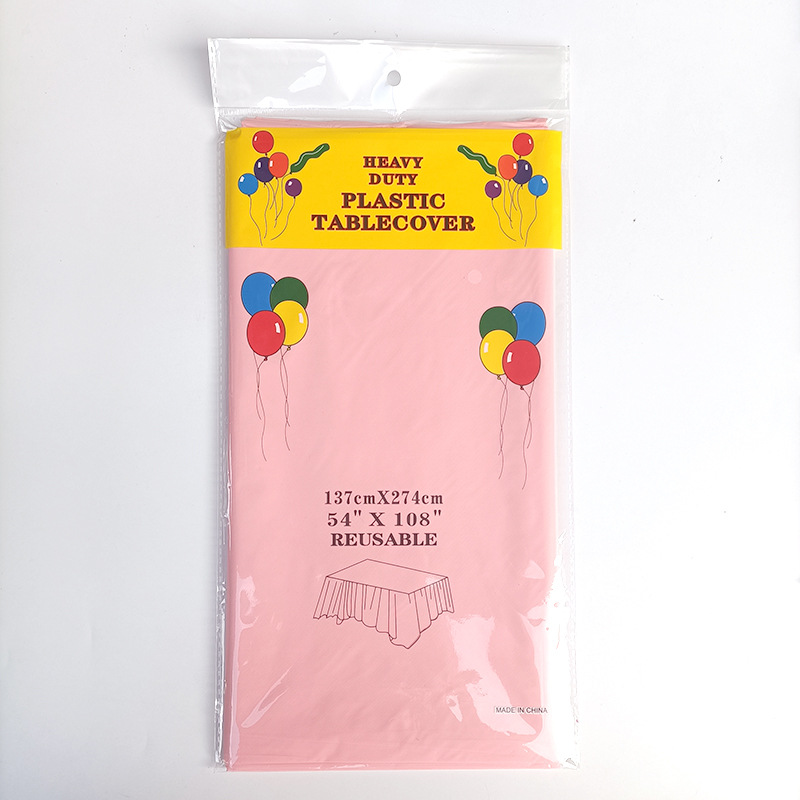 HEAVY
DUTY
PLASTIC
TABLECOVER
137cmX274cm
54" X 108"
REUSABLE
MADE IN CHINA